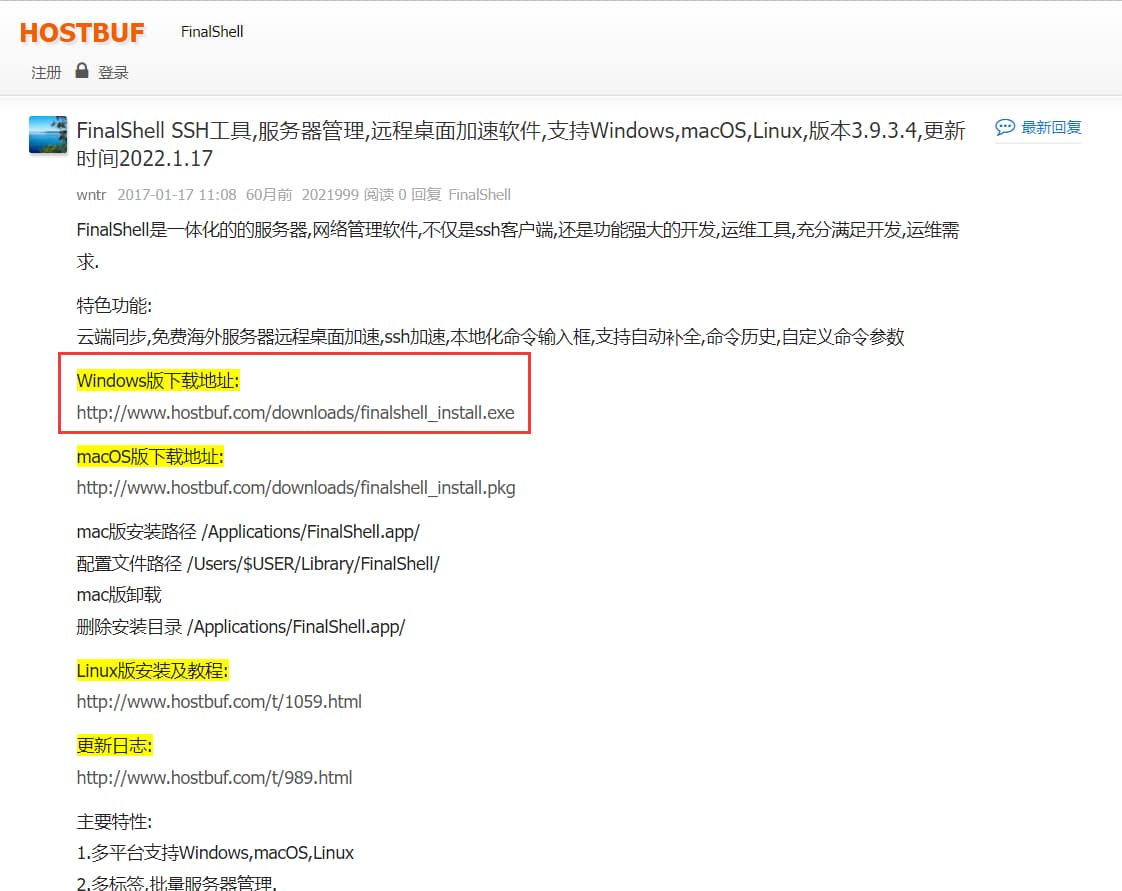 HOSTBUF
FinalShell
注册 登录
FinalShell SSH工具,服务器管理,远程桌面加速软件,支持Windows,macOS,Linux,版本3.9.3.4,更新
时间2022.1.17
最新回复
wntr 2017-01-17 11:08 60月前 2021999 阅读 0 回复 FinalShell
FinalShell是一体化的的服务器,网络管理软件,不仅是ssh客户端,还是功能强大的开发,运维工具,充分满足开发,运维需
求.
特色功能:
云端同步,免费海外服务器远程桌面加速,ssh加速,本地化命令输入框,支持自动补全,命令历史,自定义命令参数
Windows版下载地址:
http://www.hostbuf.com/downloads/finalshell_install.exe
macOS版下载地址:
http://www.hostbuf.com/downloads/finalshell_install.pkg
mac版安装路径 /Applications/FinalShell.app/
配置文件路径 /Users/$USER/Library/FinalShell/
mac版卸载
删除安装目录 /Applications/FinalShell.app/
Linux版安装及教程:
http://www.hostbuf.com/t/1059.html
更新日志:
http://www.hostbuf.com/t/989.html
主要特性:
1.多平台支持Windows,macOS,Linux
2.多标签,批量服务器管理.